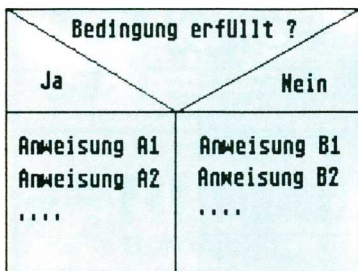 Bedingung erfüllt ?
Ja Nein
Anweisung A1 Anweisung B1
Anweisung A2 Anweisung B2
.... ....